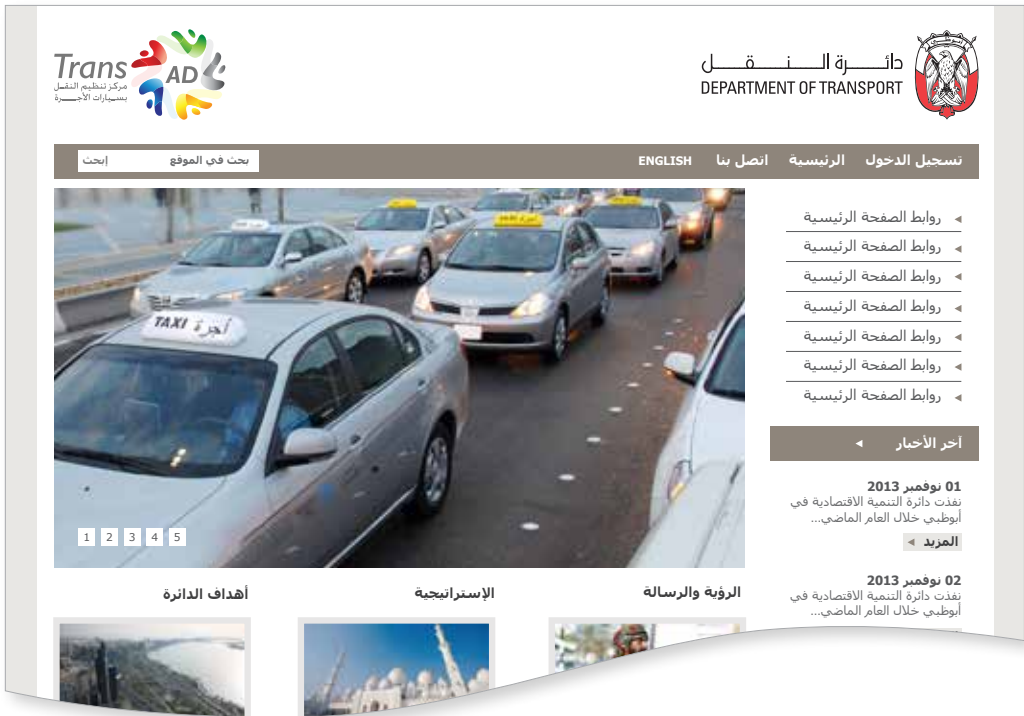 دائـرة الـنـقـل
DEPARTMENT OF TRANSPORT
Trans
AD
مركز تنظيم النقل
بسيارات الأجرة
تسجيل الدخول
الرئيسية
اتصل بنا
ENGLISH
بحث في الموقع
إبحث
روابط الصفحة الرئيسية
روابط الصفحة الرئيسية
روابط الصفحة الرئيسية
روابط الصفحة الرئيسية
روابط الصفحة الرئيسية
روابط الصفحة الرئيسية
روابط الصفحة الرئيسية
TAXI أجرة
أجرة
1 2 3 4 5
آخر الأخبار
01 نوفمبر 2013
نفذت دائرة التنمية الاقتصادية في
أبوظبي خلال العام الماضي...
المزيد
02 نوفمبر 2013
نفذت دائرة التنمية الاقتصادية في
أبوظبي خلال العام الماضي...
الرؤية والرسالة
الإستراتيجية
أهداف الدائرة